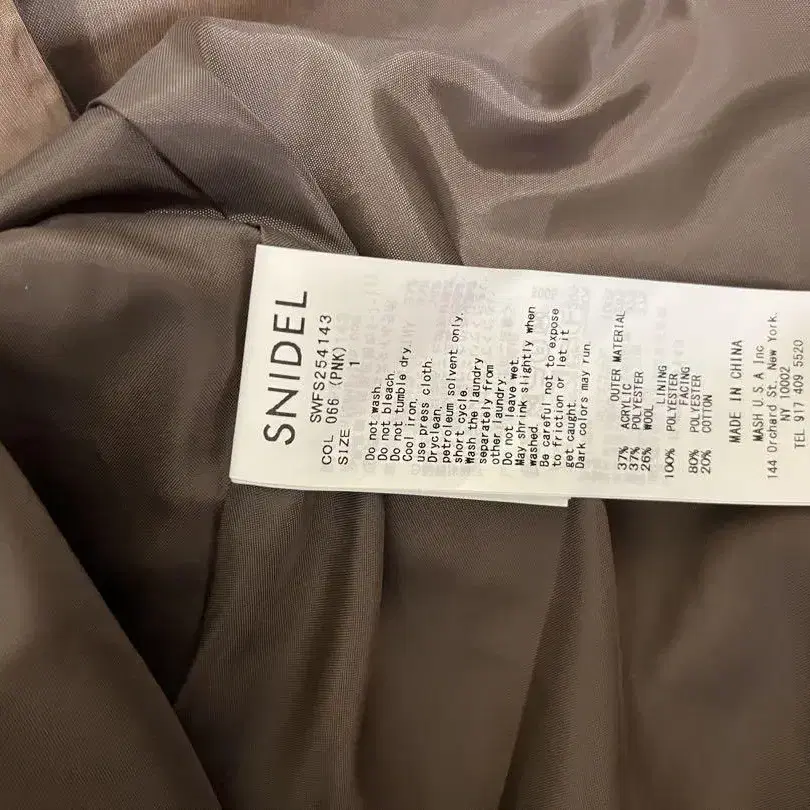 SNIDEL
SWFS254143
COL 066 (PNK)
SIZE 1
Do not wash.
Do not bleach.
Do not tumble dry.
Cool iron.
use press cloth.
Dryclean.
petroleum solvent only.
short cycle.
Wash the laundry
separately from
other laundry.
Do not leave wet.
May shrink slightly when
washed.
Be careful not to expose
to friction or let it
get caught.
Dark colors may run.
OUTER MATERIAL
37% ACRYLIC
37% POLYESTER
26% WOOL
LINING
100% POLYESTER
FACING
80% POLYESTER
20% COTTON
MADE IN CHINA
MASH U.S.A Inc
144 Orchard St. New York.
NY 10002
TEL 917 409 5520